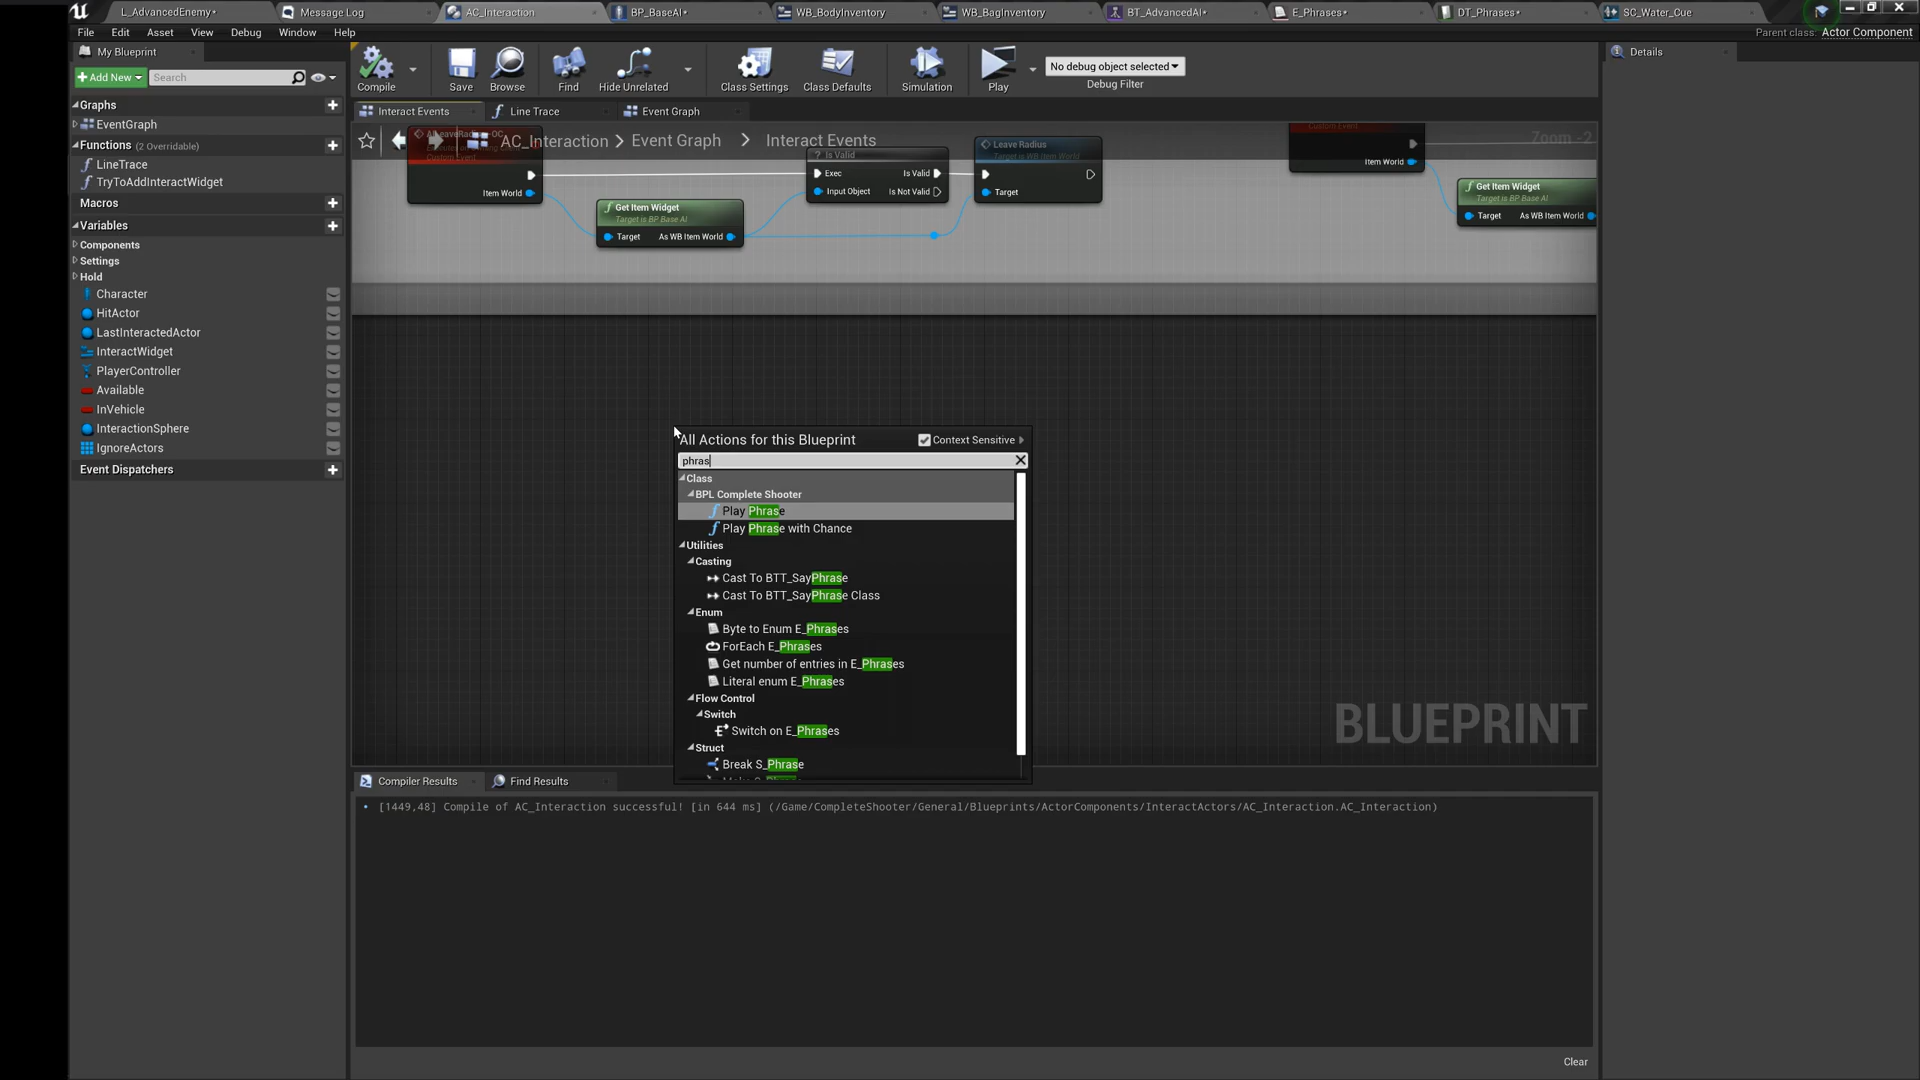 L_AdvancedEnemy*
Message Log
AC_Interaction
BP_BaseAI*
WB_BodyInventory
WB_BagInventory
BT_AdvancedAI*
E_Phrases*
DT_Phrases*
SC_Water_Cue
File Edit Asset View Debug Window Help
Parent class: Actor Component
My Blueprint
Add New
Search
Compile
Save
Browse
Find
Hide Unrelated
Class Settings
Class Defaults
Simulation
Play
No debug object selected
Debug Filter
Details
Graphs
EventGraph
Functions (2 Overridable)
LineTrace
TryToAddInteractWidget
Macros
Variables
Components
Settings
Hold
Character
HitActor
LastInteractedActor
InteractWidget
PlayerController
Available
InVehicle
InteractionSphere
IgnoreActors
Event Dispatchers
Interact Events
Line Trace
Event Graph
AC_Interaction > Event Graph > Interact Events
Zoom -2
Custom Event
Item World
Get Item Widget
Target is BP Base AI
Target
As WB Item World
Is Valid
Exec
Is Valid
Input Object
Is Not Valid
Leave Radius
Target is WB Item World
Target
Custom Event
Item World
Get Item Widget
Target is BP Base AI
Target
As WB Item World
All Actions for this Blueprint
Context Sensitive
phras
Class
BPL Complete Shooter
Play Phrase
Play Phrase with Chance
Utilities
Casting
Cast To BTT_SayPhrase
Cast To BTT_SayPhrase Class
Enum
Byte to Enum E_Phrases
ForEach E_Phrases
Get number of entries in E_Phrases
Literal enum E_Phrases
Flow Control
Switch
Switch on E_Phrases
Struct
Break S_Phrase
BLUEPRINT
Compiler Results
Find Results
[1449,48] Compile of AC_Interaction successful! [in 644 ms] (/Game/CompleteShooter/General/Blueprints/ActorComponents/InteractActors/AC_Interaction.AC_Interaction)
Clear